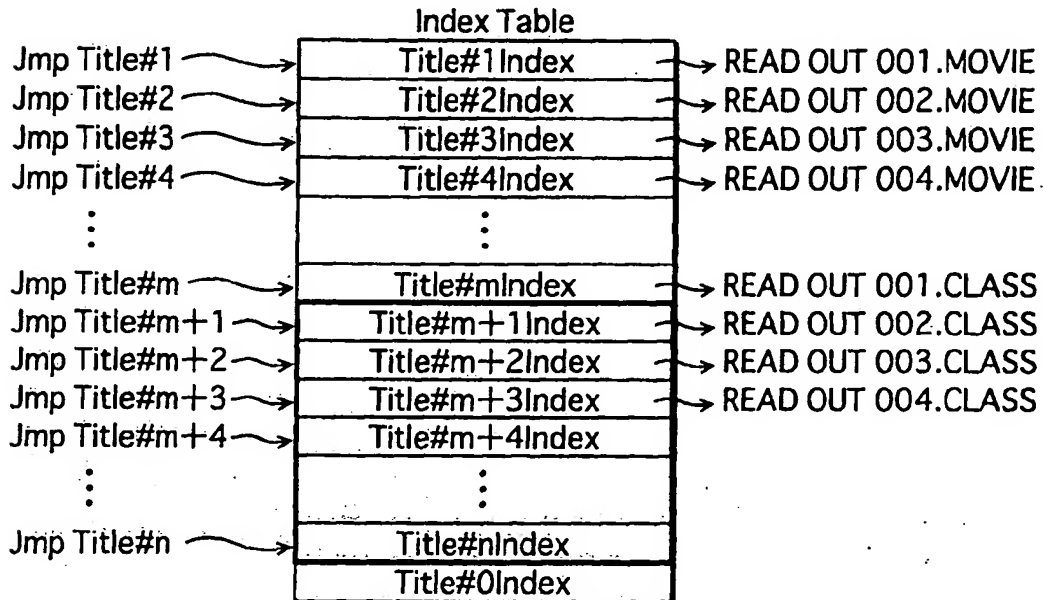 Index Table
Jmp Title#1 Title#1Index READ OUT 001.MOVIE
Jmp Title#2 Title#2Index READ OUT 002.MOVIE
Jmp Title#3 Title#3Index READ OUT 003.MOVIE
Jmp Title#4 Title#4Index READ OUT 004.MOVIE
Jmp Title#m Title#mIndex READ OUT 001.CLASS
Jmp Title#m+1 Title#m+1Index READ OUT 002.CLASS
Jmp Title#m+2 Title#m+2Index READ OUT 003.CLASS
Jmp Title#m+3 Title#m+3Index READ OUT 004.CLASS
Jmp Title#m+4 Title#m+4Index
Jmp Title#n Title#nIndex
Title#0Index